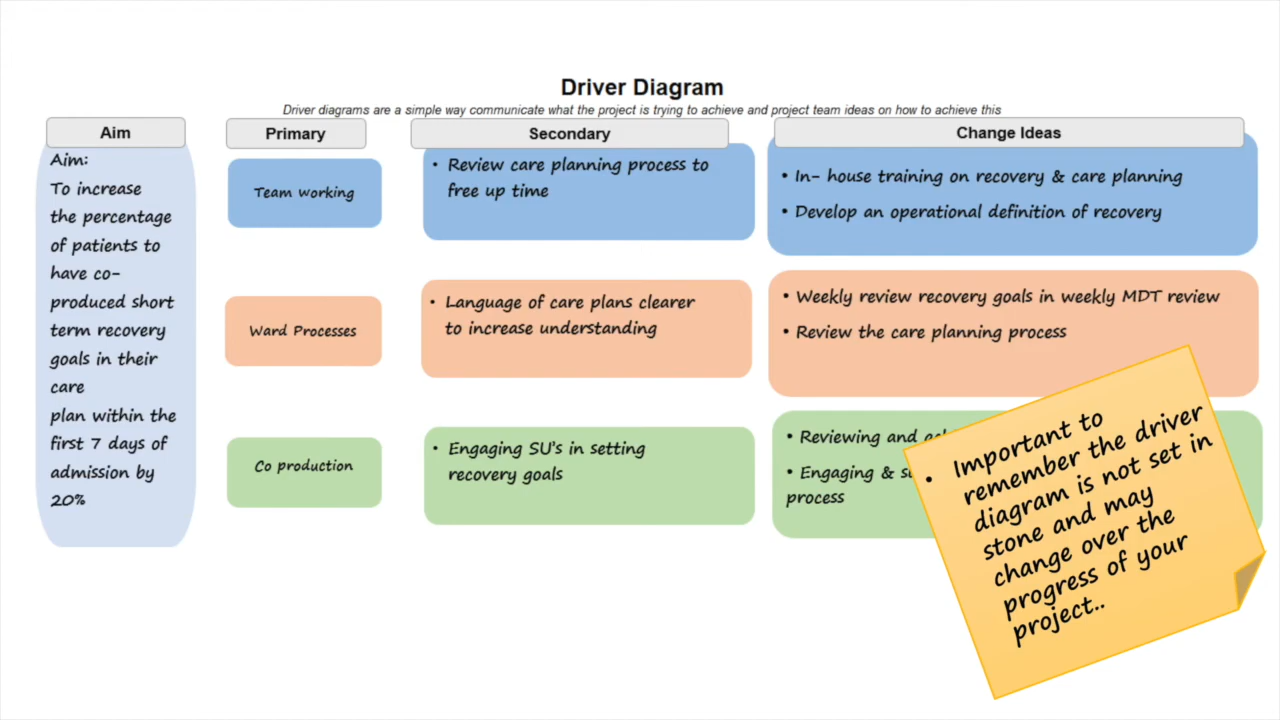 Driver Diagram
Driver diagrams are a simple way communicate what the project is trying to achieve and project team ideas on how to achieve this
Aim
Primary
Secondary
Change Ideas
Aim:
To increase
the percentage
of patients to
have co-
produced short
term recovery
goals in their
care
plan within the
first 7 days of
admission by
20%
Team working
• Review care planning process to
free up time
• In- house training on recovery & care planning
• Develop an operational definition of recovery
Ward Processes
• Language of care plans clearer
to increase understanding
• Weekly review recovery goals in weekly MDT review
• Review the care planning process
Co production
• Engaging SU's in setting
recovery goals
• Reviewing and
• Engaging &
process
• Important to
remember the driver
diagram is not set in
stone and may
change over the
progress of your
project..